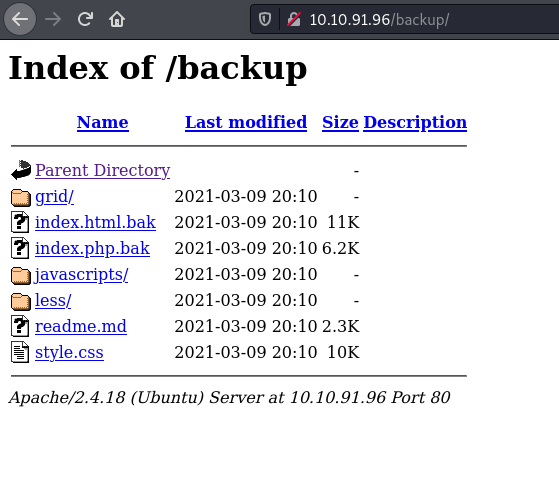 10.10.91.96/backup/
Index of /backup
Name Last modified Size Description
Parent Directory -
grid/ 2021-03-09 20:10 -
index.html.bak 2021-03-09 20:10 11K
index.php.bak 2021-03-09 20:10 6.2K
javascripts/ 2021-03-09 20:10 -
less/ 2021-03-09 20:10 -
readme.md 2021-03-09 20:10 2.3K
style.css 2021-03-09 20:10 10K
Apache/2.4.18 (Ubuntu) Server at 10.10.91.96 Port 80